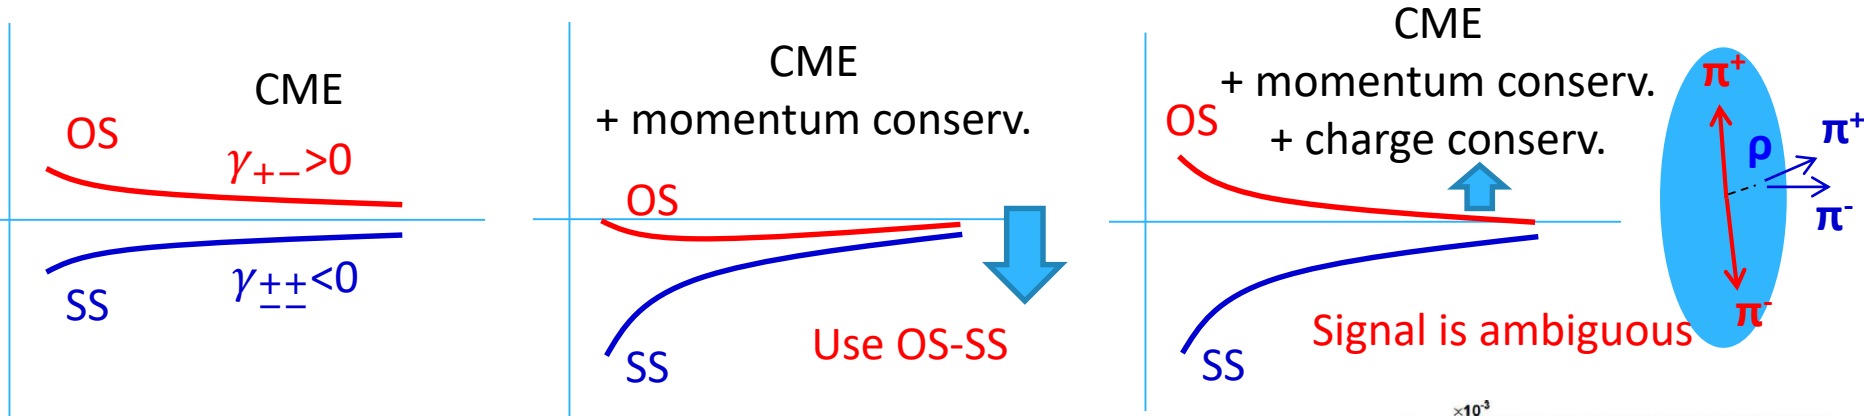 CME
OS
γ₊₋>0
γ±±<0
SS
CME
+ momentum conserv.
OS
Use OS-SS
SS
CME
+ momentum conserv.
OS
+ charge conserv.
Signal is ambiguous
SS
π⁺
ρ
π⁺
π⁻
π⁻
×10⁻³